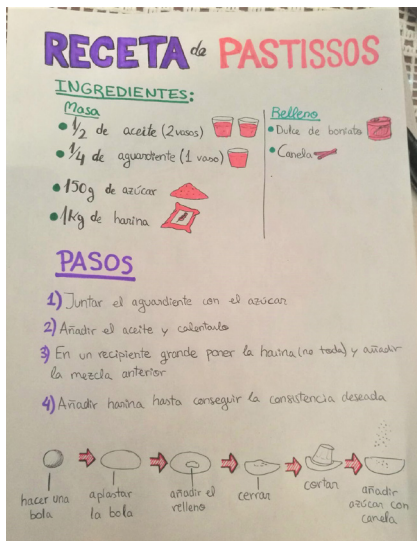 RECETA de PASTISSOS
INGREDIENTES:
Masa
• 1/2 de aceite (2 vasos)
• 1/4 de aguardiente (1 vaso)
• 150g de azúcar
• 1Kg de harina
Relleno
• Dulce de boniato
• Canela
PASOS
1) Juntar el aguardiente con el azúcar
2) Añadir el aceite y calentarlo
3) En un recipiente grande poner la harina (no toda) y añadir
la mezcla anterior
4) Añadir harina hasta conseguir la consistencia deseada
hacer una
bola
aplastar
la bola
añadir el
relleno
cerrar
cortar
añadir
azúcar con
canela